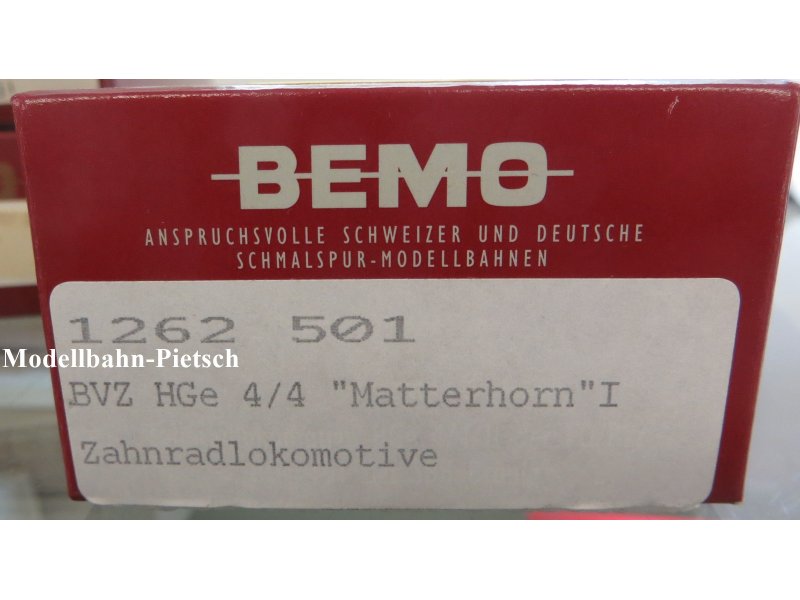 BEMO
ANSPRUCHSVOLLE SCHWEIZER UND DEUTSCHE
SCHMALSPUR-MODELLBAHNEN
1262 501
Modellbahn-Pietsch
BVZ HGe 4/4 "Matterhorn"I
Zahnradlokomotive